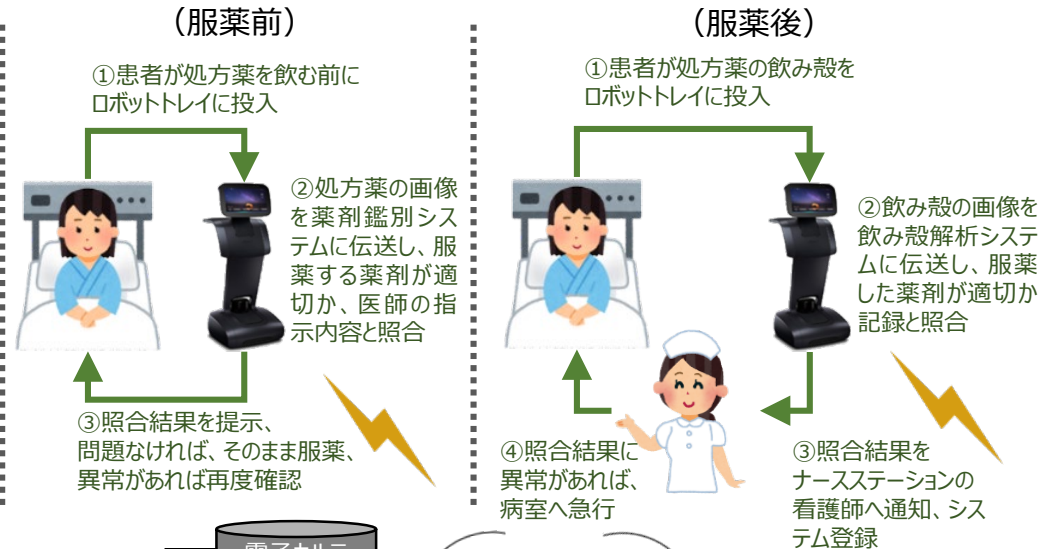 （服薬前）
①患者が処方薬を飲む前に
ロボットトレイに投入
②処方薬の画像
を薬剤鑑別シス
テムに伝送し、服
薬する薬剤が適
切か、医師の指
示内容と照合
③照合結果を提示、
問題なければ、そのまま服薬、
異常があれば再度確認
（服薬後）
①患者が処方薬の飲み殻を
ロボットトレイに投入
②飲み殻の画像を
飲み殻解析システ
ムに伝送し、服薬
した薬剤が適切か
記録と照合
③照合結果を
ナースステーションの
看護師へ通知、シス
テム登録
④照合結果に
異常があれば、
病室へ急行
電子カルテ